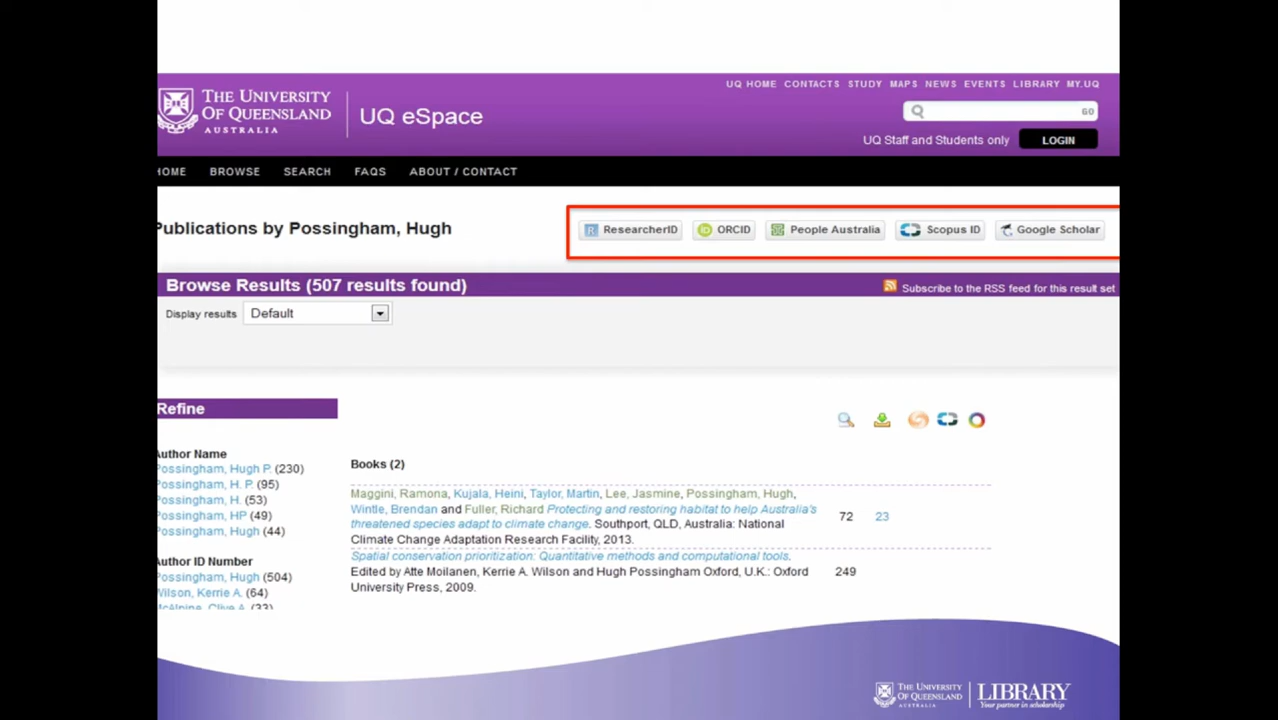 UQ HOME CONTACTS STUDY MAPS NEWS EVENTS LIBRARY MY.UQ
THE UNIVERSITY
OF QUEENSLAND
AUSTRALIA
UQ eSpace
GO
UQ Staff and Students only LOGIN
HOME BROWSE SEARCH FAQS ABOUT / CONTACT
Publications by Possingham, Hugh
ResearcherID ORCID People Australia Scopus ID Google Scholar
Browse Results (507 results found)
Subscribe to the RSS feed for this result set
Display results Default
Refine
Author Name
Possingham, Hugh P. (230)
Possingham, H. P. (95)
Possingham, H. (53)
Possingham, HP (49)
Possingham, Hugh (44)
Author ID Number
Possingham, Hugh (504)
Wilson, Kerrie A. (64)
McAlpine, Clive A. (33)
Books (2)
Maggini, Ramona, Kujala, Heini, Taylor, Martin, Lee, Jasmine, Possingham, Hugh,
Wintle, Brendan and Fuller, Richard Protecting and restoring habitat to help Australia's
threatened species adapt to climate change. Southport, QLD, Australia: National
Climate Change Adaptation Research Facility, 2013.
72 23
Spatial conservation prioritization: Quantitative methods and computational tools.
Edited by Atte Moilanen, Kerrie A. Wilson and Hugh Possingham Oxford, U.K.: Oxford
University Press, 2009.
249
THE UNIVERSITY
OF QUEENSLAND
AUSTRALIA
LIBRARY
Your partner in scholarship